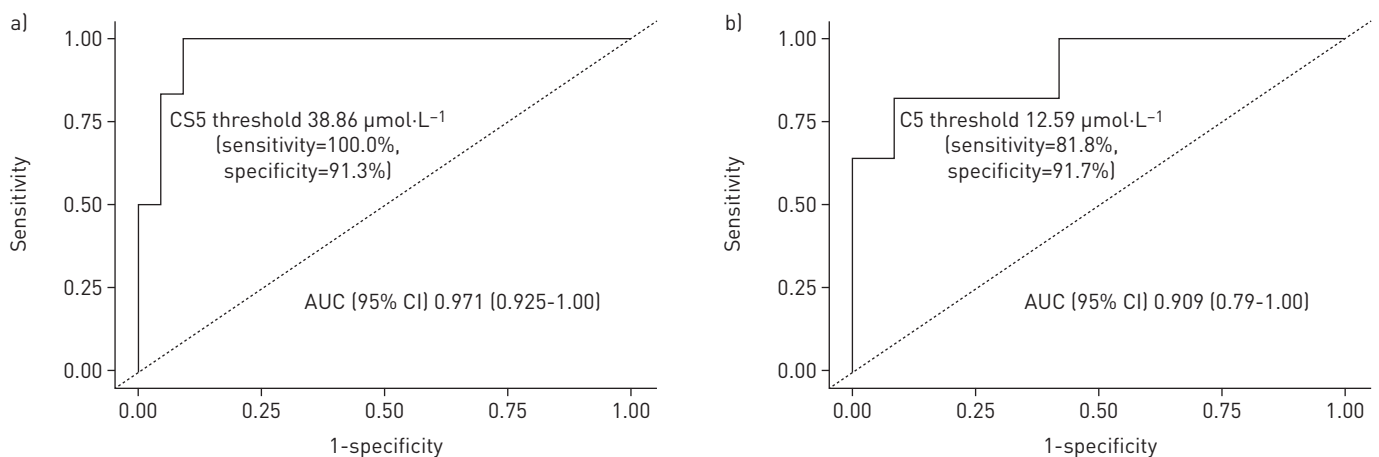 a)
1.00
0.75
0.50
0.25
0.00
Sensitivity
CS5 threshold 38.86 µmol·L⁻¹
(sensitivity=100.0%,
specificity=91.3%)
AUC (95% CI) 0.971 (0.925-1.00)
0.00 0.25 0.50 0.75 1.00
1-specificity
b)
1.00
0.75
0.50
0.25
0.00
Sensitivity
C5 threshold 12.59 µmol·L⁻¹
(sensitivity=81.8%,
specificity=91.7%)
AUC (95% CI) 0.909 (0.79-1.00)
0.00 0.25 0.50 0.75 1.00
1-specificity